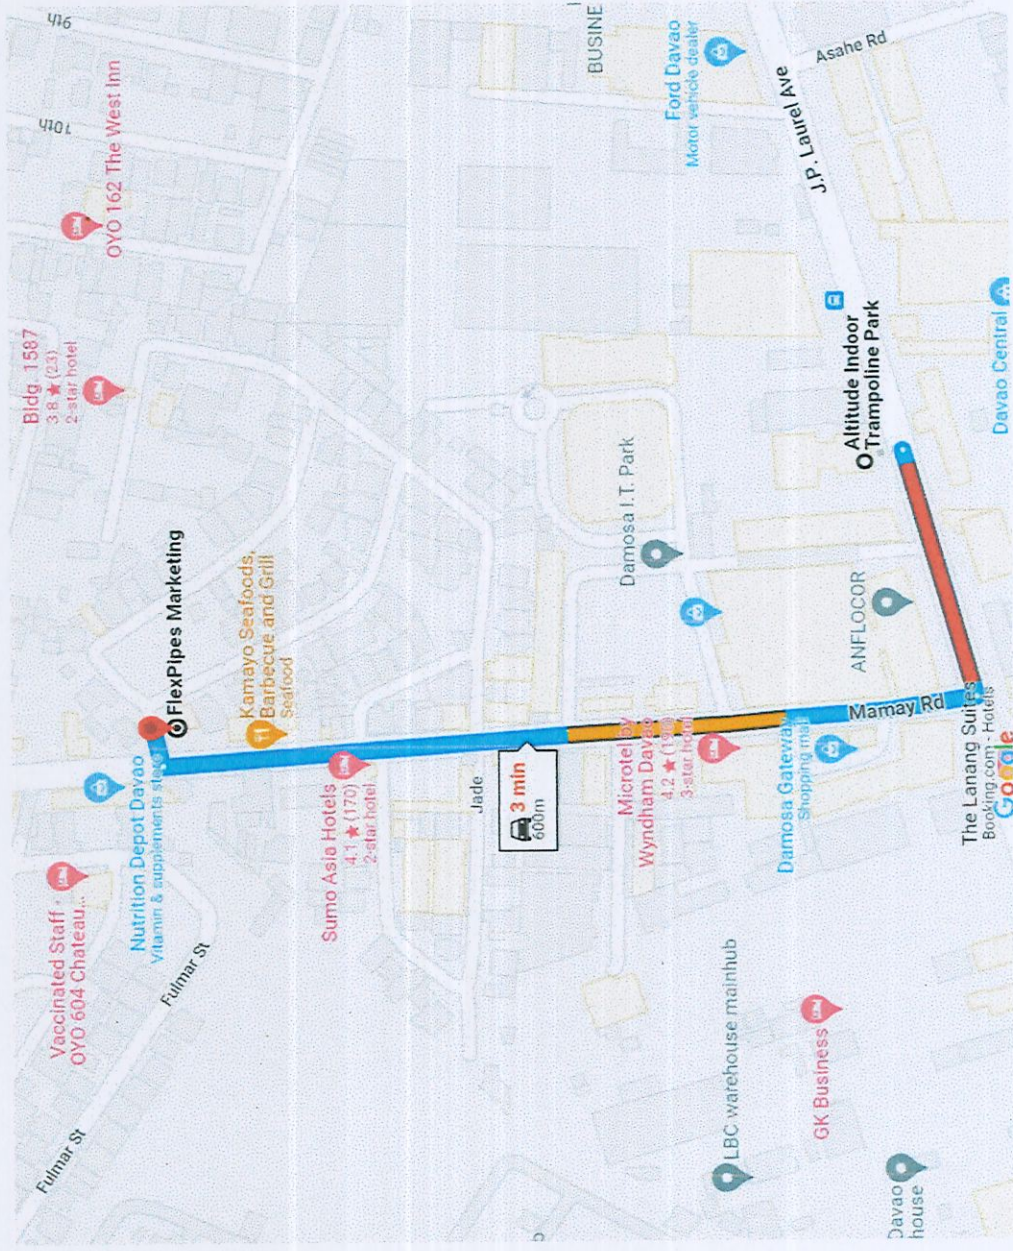 9th
10th
OYO 162 The West Inn
Bldg. 1587
3.8 ★ (23)
2-star hotel
FlexPipes Marketing
Kamayo Seafoods,
Barbecue and Grill
Seafood
Nutrition Depot Davao
Vitamin & supplements store
Vaccinated Staff -
OYO 604 Chateau...
Fulmar St
Fulmar St
Sumo Asia Hotels
4.1 ★ (170)
2-star hotel
Jade
3 min
600m
BUSINE
Ford Davao
Motor vehicle dealer
Asahe Rd
J.P. Laurel Ave
Altitude Indoor
Trampoline Park
Damosa I.T. Park
ANFLOCOR
Mamay Rd
Microtel by
Wyndham Davao
4.2 ★
3-star hotel
Damosa Gateway
Shopping mall
The Lanang Suites
Booking.com - Hotels
Google
Davao Central
LBC warehouse mainhub
GK Business
Davao
house